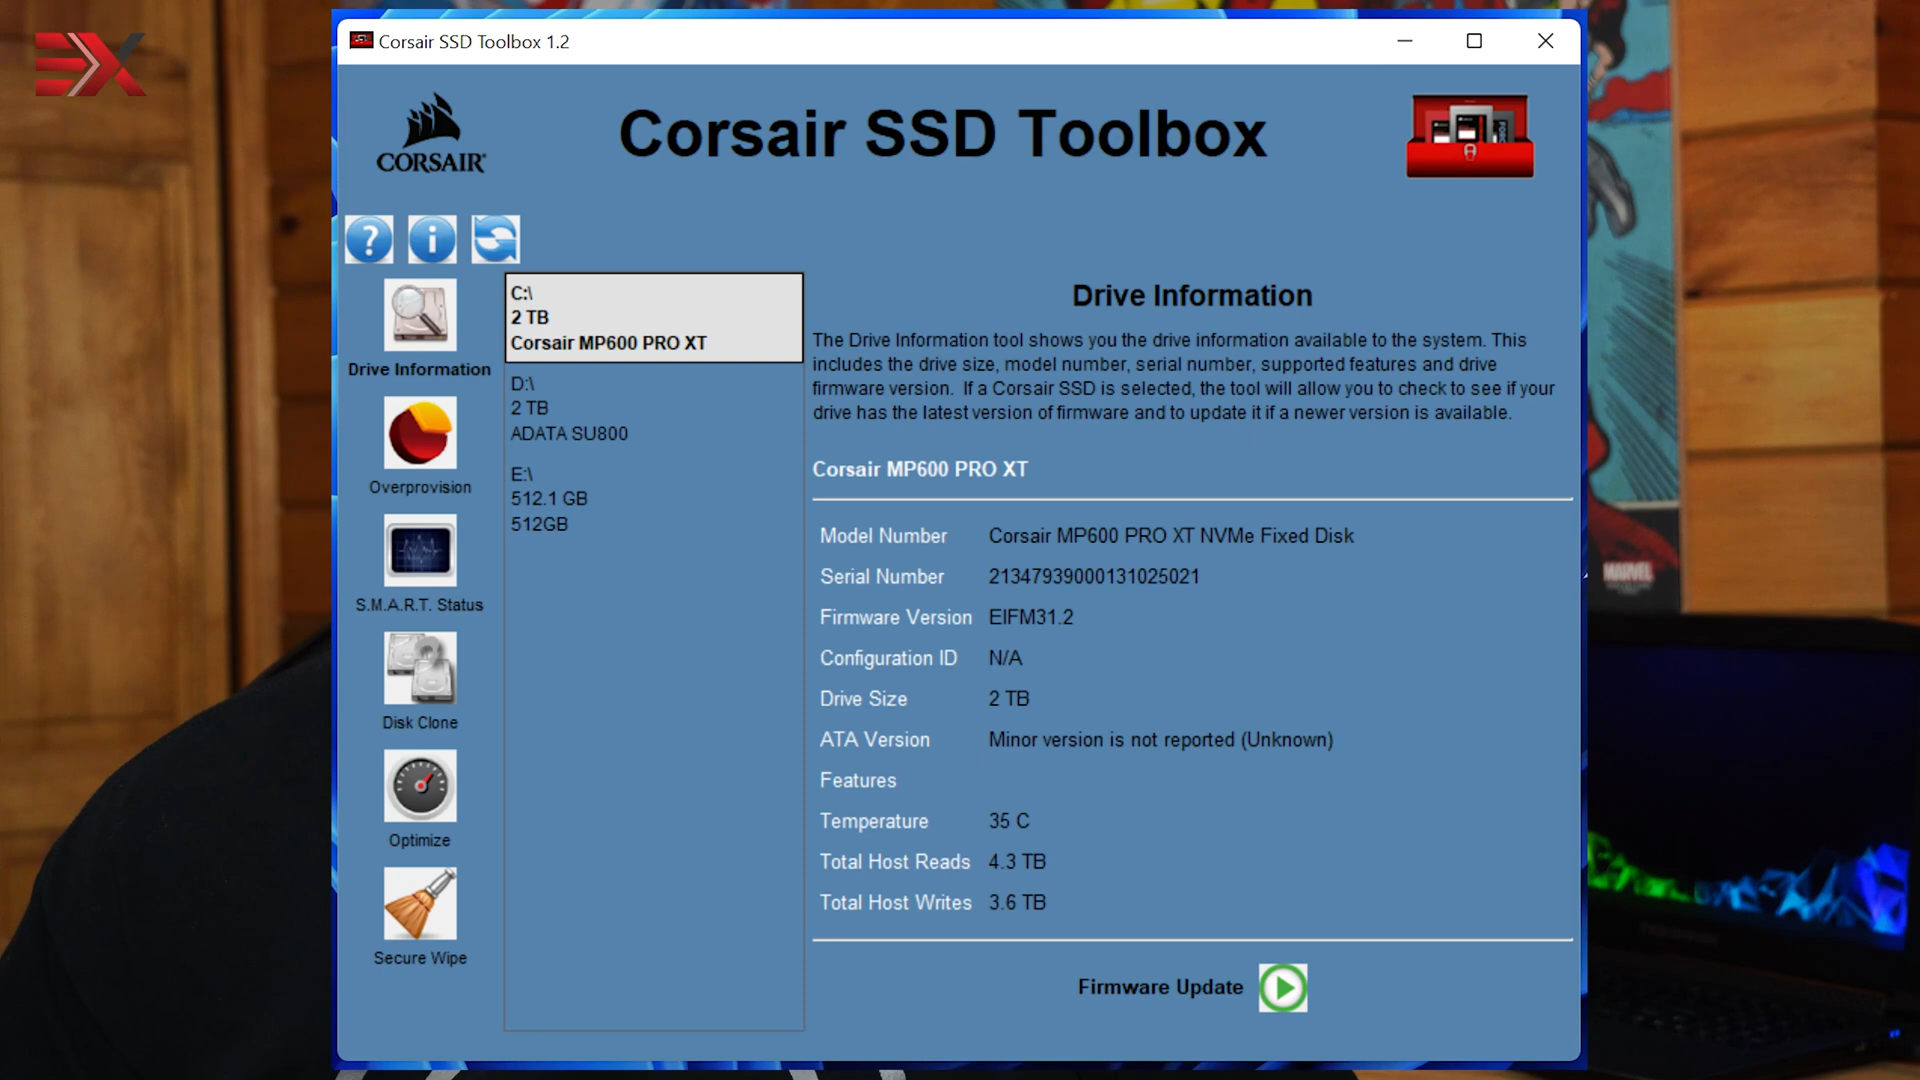 EX
Corsair SSD Toolbox 1.2
CORSAIR
Corsair SSD Toolbox
Drive Information
Overprovision
S.M.A.R.T. Status
Disk Clone
Optimize
Secure Wipe
C:\
2 TB
Corsair MP600 PRO XT
D:\
2 TB
ADATA SU800
E:\
512.1 GB
512GB
Drive Information
The Drive Information tool shows you the drive information available to the system. This
includes the drive size, model number, serial number, supported features and drive
firmware version. If a Corsair SSD is selected, the tool will allow you to check to see if your
drive has the latest version of firmware and to update it if a newer version is available.
Corsair MP600 PRO XT
Model Number Corsair MP600 PRO XT NVMe Fixed Disk
Serial Number 21347939000131025021
Firmware Version EIFM31.2
Configuration ID N/A
Drive Size 2 TB
ATA Version Minor version is not reported (Unknown)
Features
Temperature 35 C
Total Host Reads 4.3 TB
Total Host Writes 3.6 TB
Firmware Update
MARVEL